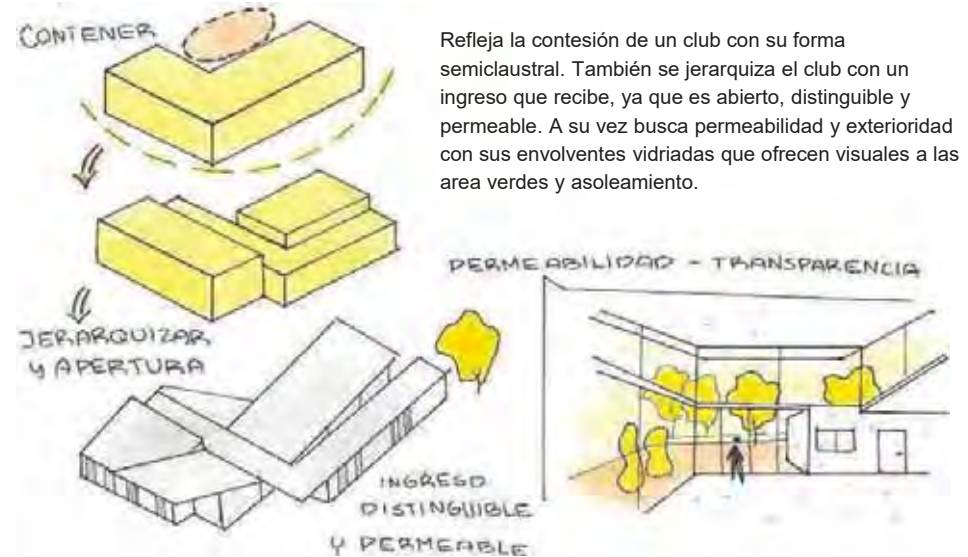 CONTENER
Refleja la contesión de un club con su forma
semiclaustral. También se jerarquiza el club con un
ingreso que recibe, ya que es abierto, distinguible y
permeable. A su vez busca permeabilidad y exterioridad
con sus envolventes vidriadas que ofrecen visuales a las
area verdes y asoleamiento.
PERMEABILIDAD - TRANSPARENCIA
JERARQUIZAR
Y APERTURA
INGRESO
DISTINGUIBLE
Y PERMEABLE